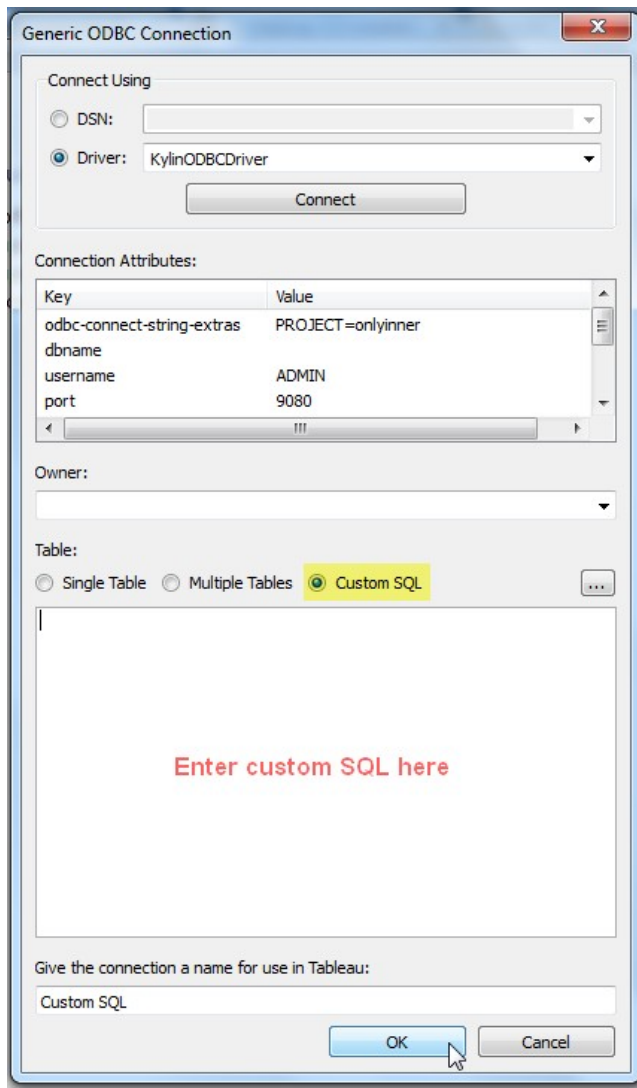 Generic ODBC Connection
Connect Using
DSN:
Driver: KylinODBCDriver
Connect
Connection Attributes:
Key Value
odbc-connect-string-extras PROJECT=onlyinner
dbname
username ADMIN
port 9080
Owner:
Table:
Single Table Multiple Tables Custom SQL ...
Enter custom SQL here
Give the connection a name for use in Tableau:
Custom SQL
OK Cancel